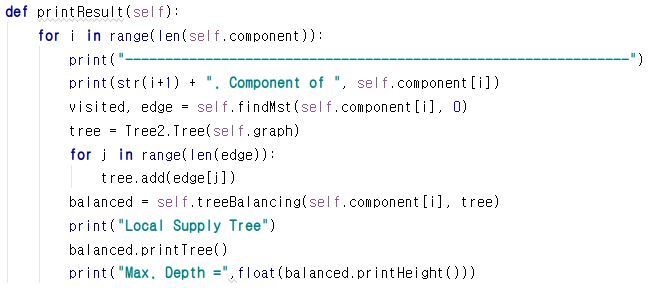 def printResult(self):
    for i in range(len(self.component)):
        print("---------------------------------------------------------------")
        print(str(i+1) + ". Component of ", self.component[i])
        visited, edge = self.findMst(self.component[i], 0)
        tree = Tree2.Tree(self.graph)
        for j in range(len(edge)):
            tree.add(edge[j])
        balanced = self.treeBalancing(self.component[i], tree)
        print("Local Supply Tree")
        balanced.printTree()
        print("Max. Depth =",float(balanced.printHeight()))